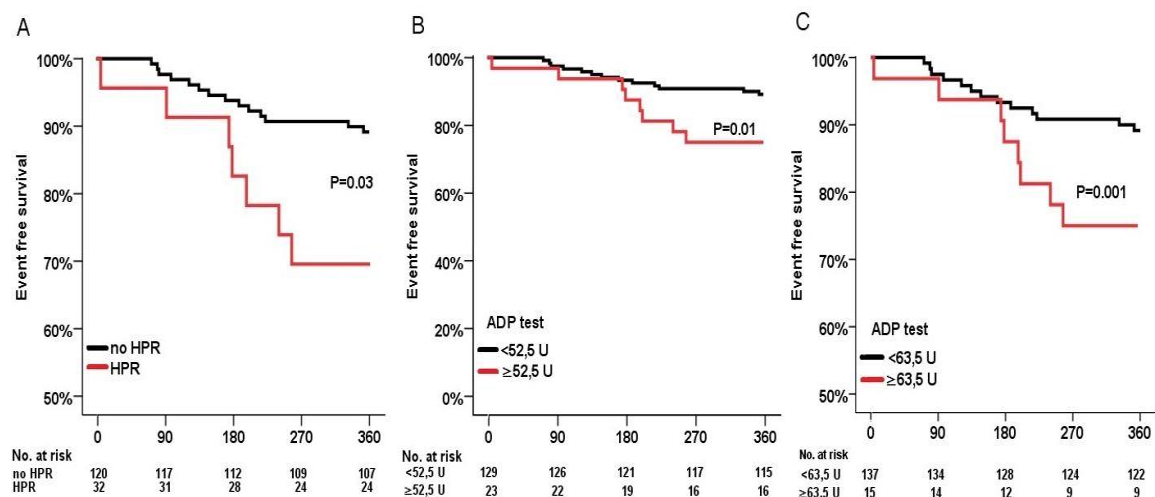 A
Event free survival
100%
90%
80%
70%
60%
50%
P=0.03
no HPR
HPR
0 90 180 270 360
No. at risk
no HPR 120 117 112 109 107
HPR 32 31 28 24 24
B
Event free survival
100%
80%
60%
40%
20%
0%
P=0.01
ADP test
<52,5 U
≥52,5 U
0 90 180 270 360
No. at risk
<52,5 U 129 126 121 117 115
≥52,5 U 23 22 19 16 16
C
Event free survival
100%
90%
80%
70%
60%
50%
P=0.001
ADP test
<63,5 U
≥63,5 U
0 90 180 270 360
No. at risk
<63,5 U 137 134 128 124 122
≥63,5 U 15 14 12 9 9